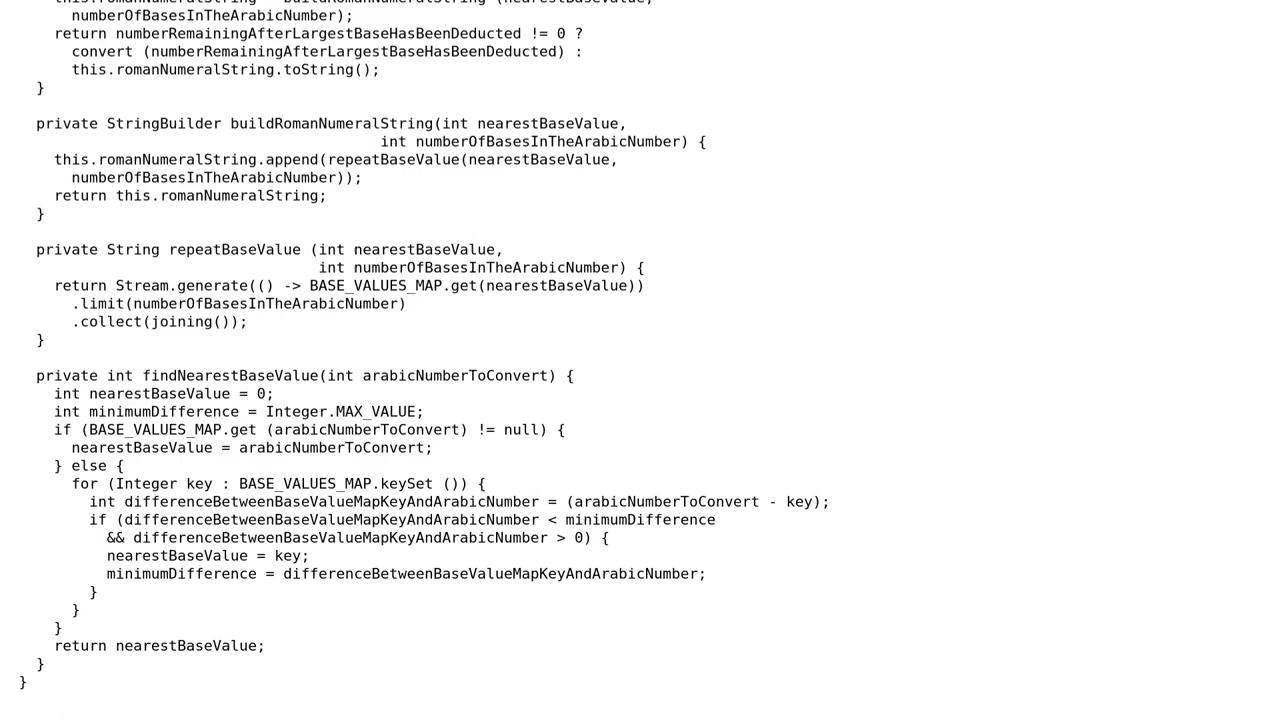 this.romanNumeralString = buildRomanNumeralString (nearestBaseValue,
numberOfBasesInTheArabicNumber);
return numberRemainingAfterLargestBaseHasBeenDeducted != 0 ?
convert (numberRemainingAfterLargestBaseHasBeenDeducted) :
this.romanNumeralString.toString();
}
private StringBuilder buildRomanNumeralString(int nearestBaseValue,
int numberOfBasesInTheArabicNumber) {
this.romanNumeralString.append(repeatBaseValue(nearestBaseValue,
numberOfBasesInTheArabicNumber));
return this.romanNumeralString;
}
private String repeatBaseValue (int nearestBaseValue,
int numberOfBasesInTheArabicNumber) {
return Stream.generate(() -> BASE_VALUES_MAP.get(nearestBaseValue))
.limit(numberOfBasesInTheArabicNumber)
.collect(joining());
}
private int findNearestBaseValue(int arabicNumberToConvert) {
int nearestBaseValue = 0;
int minimumDifference = Integer.MAX_VALUE;
if (BASE_VALUES_MAP.get (arabicNumberToConvert) != null) {
nearestBaseValue = arabicNumberToConvert;
} else {
for (Integer key : BASE_VALUES_MAP.keySet ()) {
int differenceBetweenBaseValueMapKeyAndArabicNumber = (arabicNumberToConvert - key);
if (differenceBetweenBaseValueMapKeyAndArabicNumber < minimumDifference
&& differenceBetweenBaseValueMapKeyAndArabicNumber > 0) {
nearestBaseValue = key;
minimumDifference = differenceBetweenBaseValueMapKeyAndArabicNumber;
}
}
}
return nearestBaseValue;
}
}